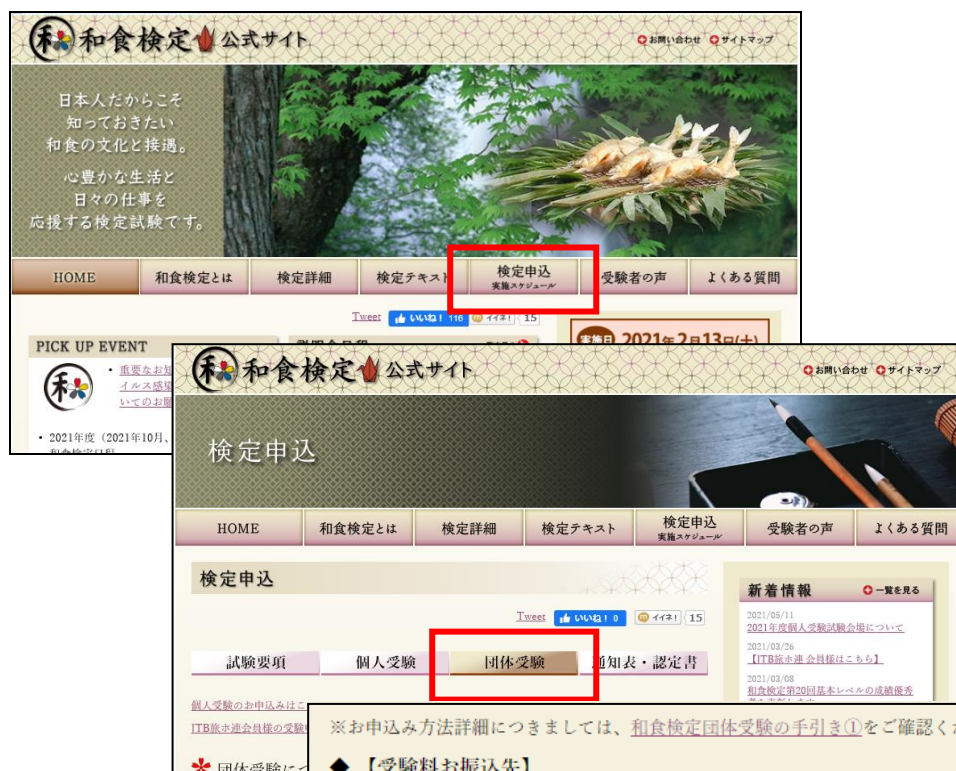 和 和食検定 公式サイト
お問い合わせ サイトマップ
日本人だからこそ
知っておきたい
和食の文化と接遇。
心豊かな生活と
日々の仕事を
応援する検定試験です。
HOME 和食検定とは 検定詳細 検定テキスト 検定申込 実施スケジュール 受験者の声 よくある質問
Tweet いいね! 116 イイネ! 15
PICK UP EVENT
実施日 2021年2月13日(土)
和
・重要なお知
イルス感染
いてのお願
・2021年度(2021年10月、
和 和食検定 公式サイト
お問い合わせ サイトマップ
検定申込
HOME 和食検定とは 検定詳細 検定テキスト 検定申込 実施スケジュール 受験者の声 よくある質問
検定申込
Tweet いいね! 0 イイネ! 15
試験要項 個人受験 団体受験 通知表・認定書
個人受験のお申込みはこ
ITB旅ホ連会員様の受験
団体受験につ
新着情報 一覧を見る
2021/05/11
2021年度個人受験試験会場について
2021/03/26
【ITB旅ホ連 会員様はこちら】
2021/03/08
和食検定第20回基本レベルの成績優秀
※お申込み方法詳細につきましては、和食検定団体受験の手引き①をご確認くだ
◆【受験料お振込先】